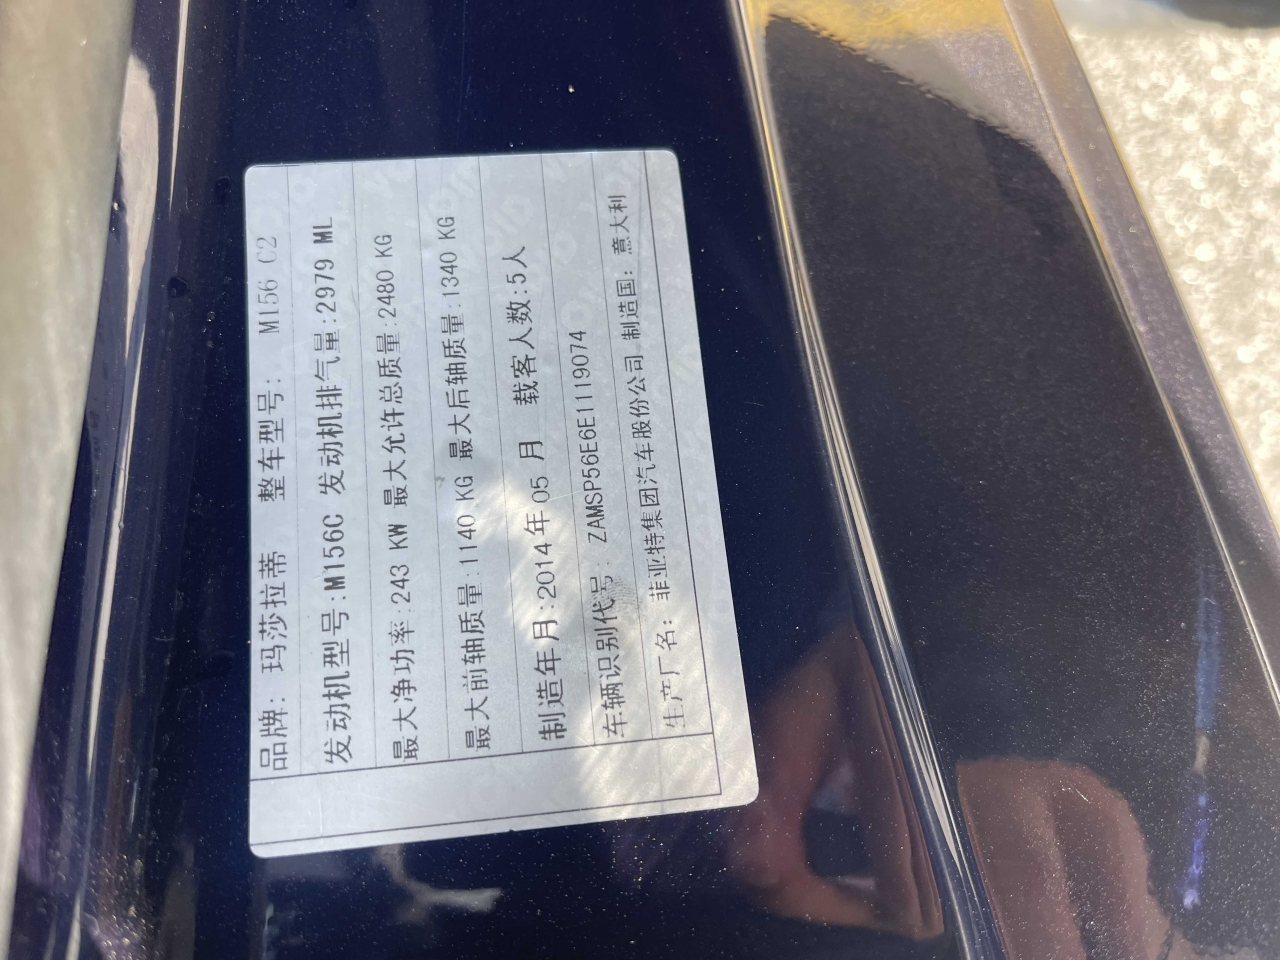 品牌: 玛莎拉蒂 整车型号: M156 C2
发动机型号:M156C 发动机排气量:2979 ML
最大净功率:243 KW 最大允许总质量:2480 KG
最大前轴质量:1140 KG 最大后轴质量:1340 KG
制造年月:2014年05月 载客人数:5人
车辆识别代号: ZAMSP56E6E1119074
生产厂名: 菲亚特集团汽车股份公司 制造国: 意大利